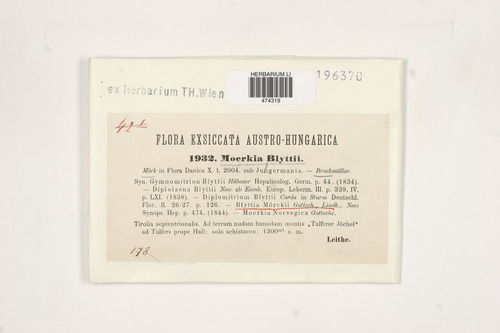 HERBARIUM LI
474319
196370
ex Herbarium TH.Wien
FLORA EXSICCATA AUSTRO-HUNGARICA
1932. Moerkia Blyttii.
Mörk in Flora Danica X. t. 2004. sub Jungermania. — Brockmüller.
Syn. Gymnomitrion Blyttii Hübener Hepaticolog. Germ. p. 44. (1834).
— Diplolaena Blyttii Nees ab Esenb. Europ. Leberm. III. p. 339. IV.
p. LXI. (1838). — Diplomitrium Blyttii Corda in Sturm Deutschl.
Flor. II. 26/27. p. 126. — Blyttia Mörckii Gottsch., Lindb., Nees
Synops. Hep. p. 474. (1844). — Moerkia Norvegica Gottsche.
Tirolia septentrionalis. Ad terram nudam humidam montis „Tulferer Jöchel“
ad Tulfers prope Hall; solo schistaceo; 1300 s. m.
Leithe.
178